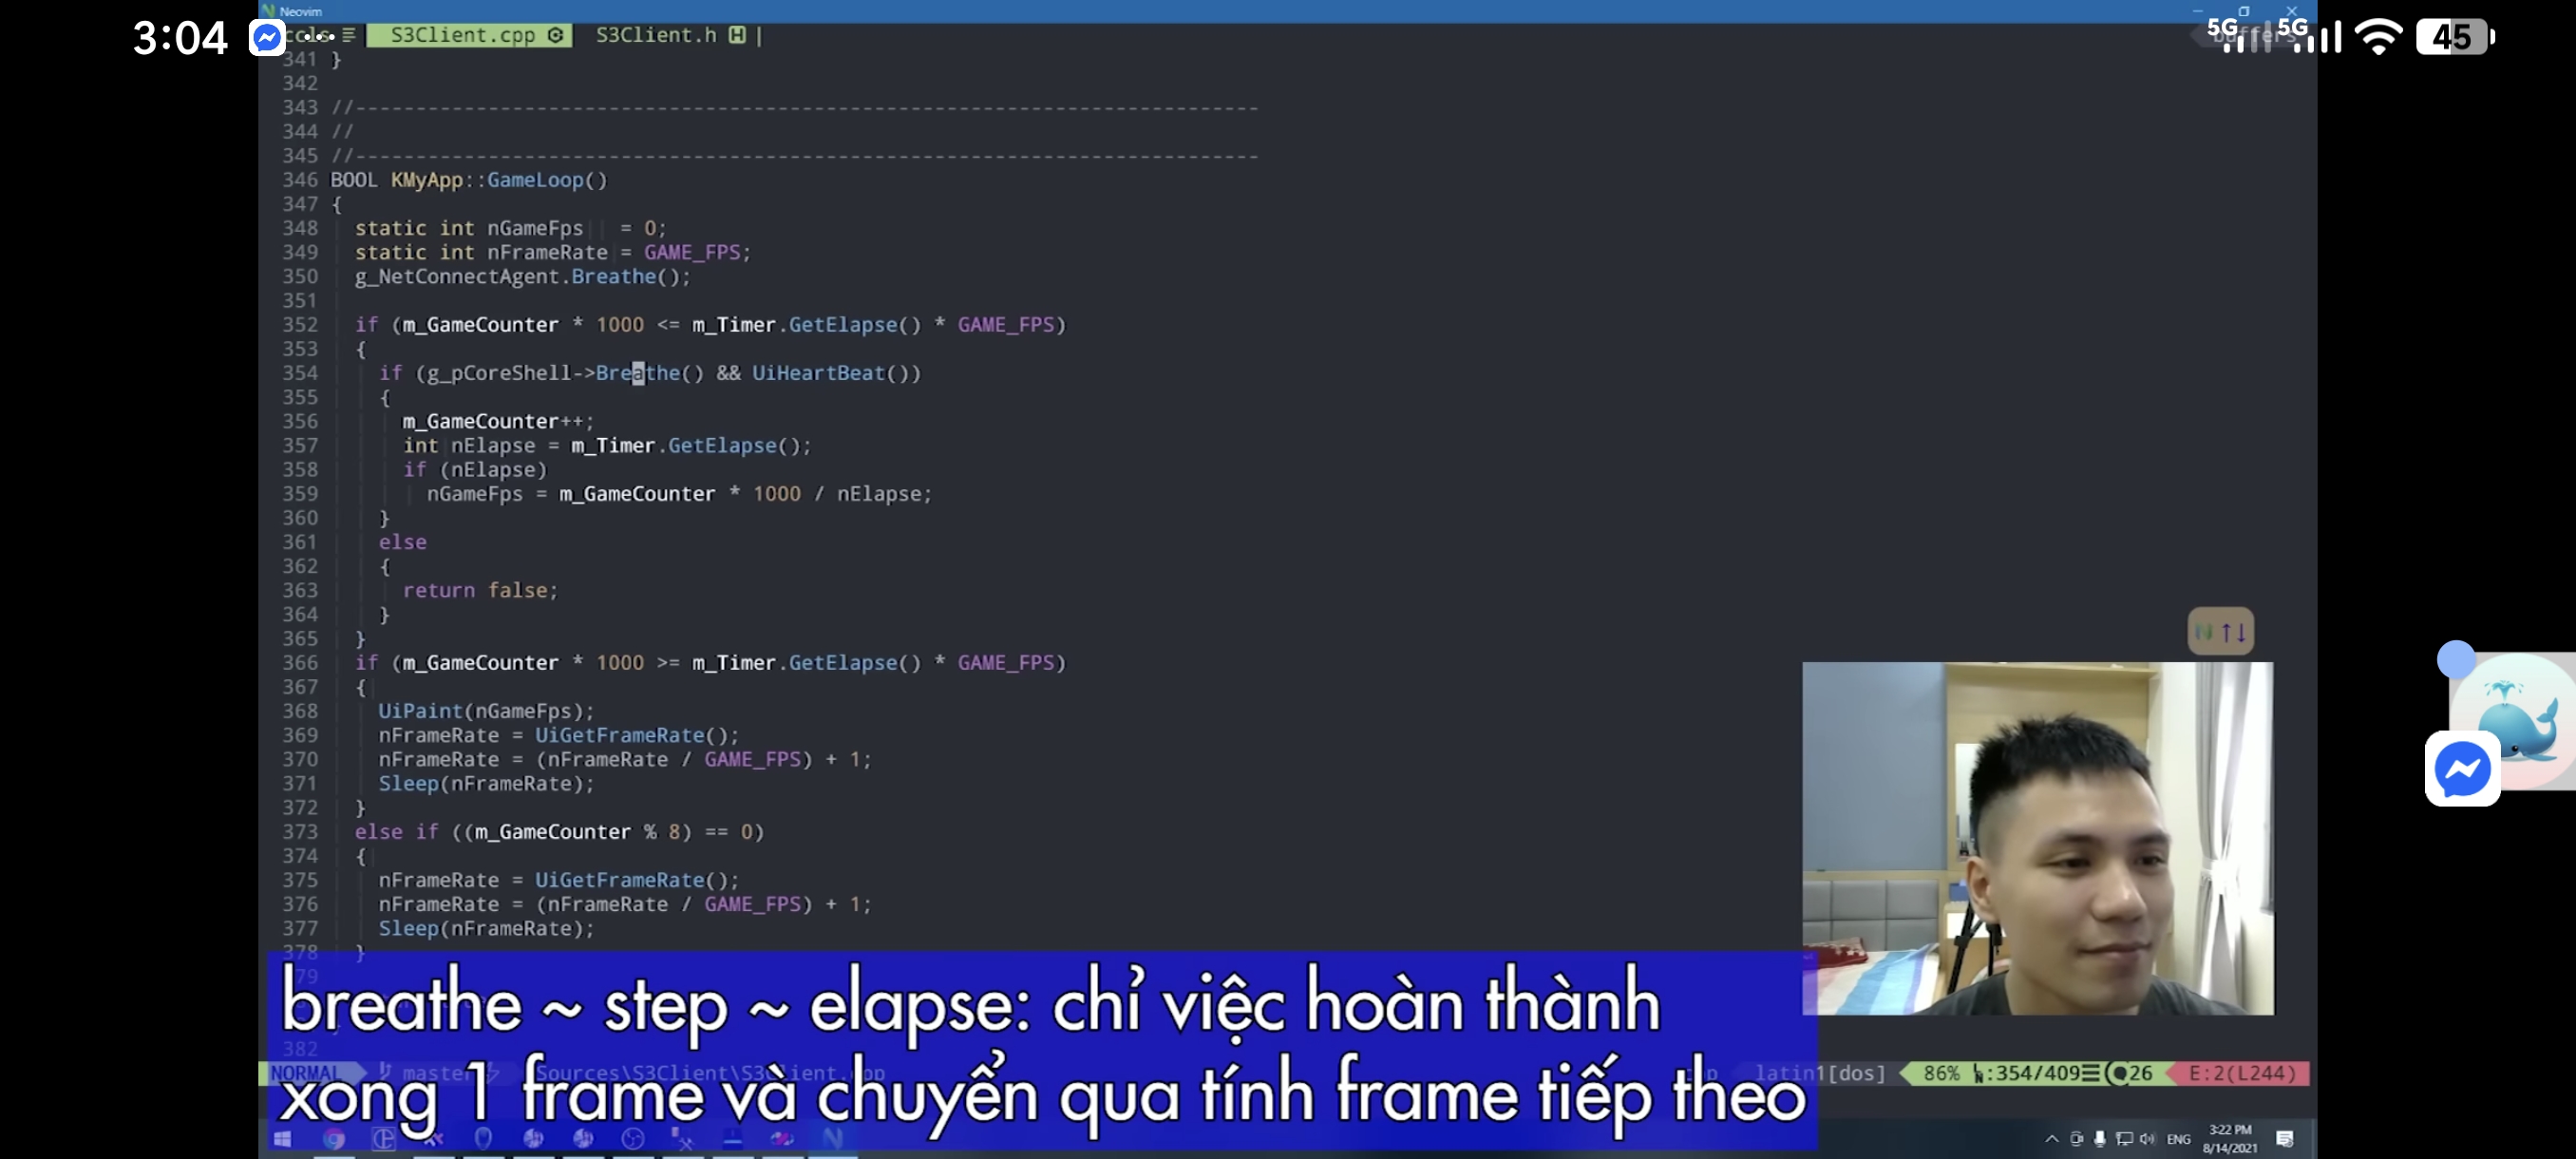 Neovim
3:04
S3Client.cpp S3Client.h H |
buffers
5G 5G 45
341 }
342
343 //---------------------------------------------------------------------------
344 //
345 //---------------------------------------------------------------------------
346 BOOL KMyApp::GameLoop()
347 {
348 static int nGameFps = 0;
349 static int nFrameRate = GAME_FPS;
350 g_NetConnectAgent.Breathe();
351
352 if (m_GameCounter * 1000 <= m_Timer.GetElapse() * GAME_FPS)
353 {
354 if (g_pCoreShell->Breathe() && UiHeartBeat())
355 {
356 m_GameCounter++;
357 int nElapse = m_Timer.GetElapse();
358 if (nElapse)
359 nGameFps = m_GameCounter * 1000 / nElapse;
360 }
361 else
362 {
363 return false;
364 }
365 }
366 if (m_GameCounter * 1000 >= m_Timer.GetElapse() * GAME_FPS)
367 {
368 UiPaint(nGameFps);
369 nFrameRate = UiGetFrameRate();
370 nFrameRate = (nFrameRate / GAME_FPS) + 1;
371 Sleep(nFrameRate);
372 }
373 else if ((m_GameCounter % 8) == 0)
374 {
375 nFrameRate = UiGetFrameRate();
376 nFrameRate = (nFrameRate / GAME_FPS) + 1;
377 Sleep(nFrameRate);
378 }
N ↑↓
breathe ~ step ~ elapse: chỉ việc hoàn thành
xong 1 frame và chuyển qua tính frame tiếp theo
382
NORMAL master Sources\S3Client\S3Client.cpp latin1[dos] 86% :354/409 26 E:2(L244)
ENG
3:22 PM
8/14/2021